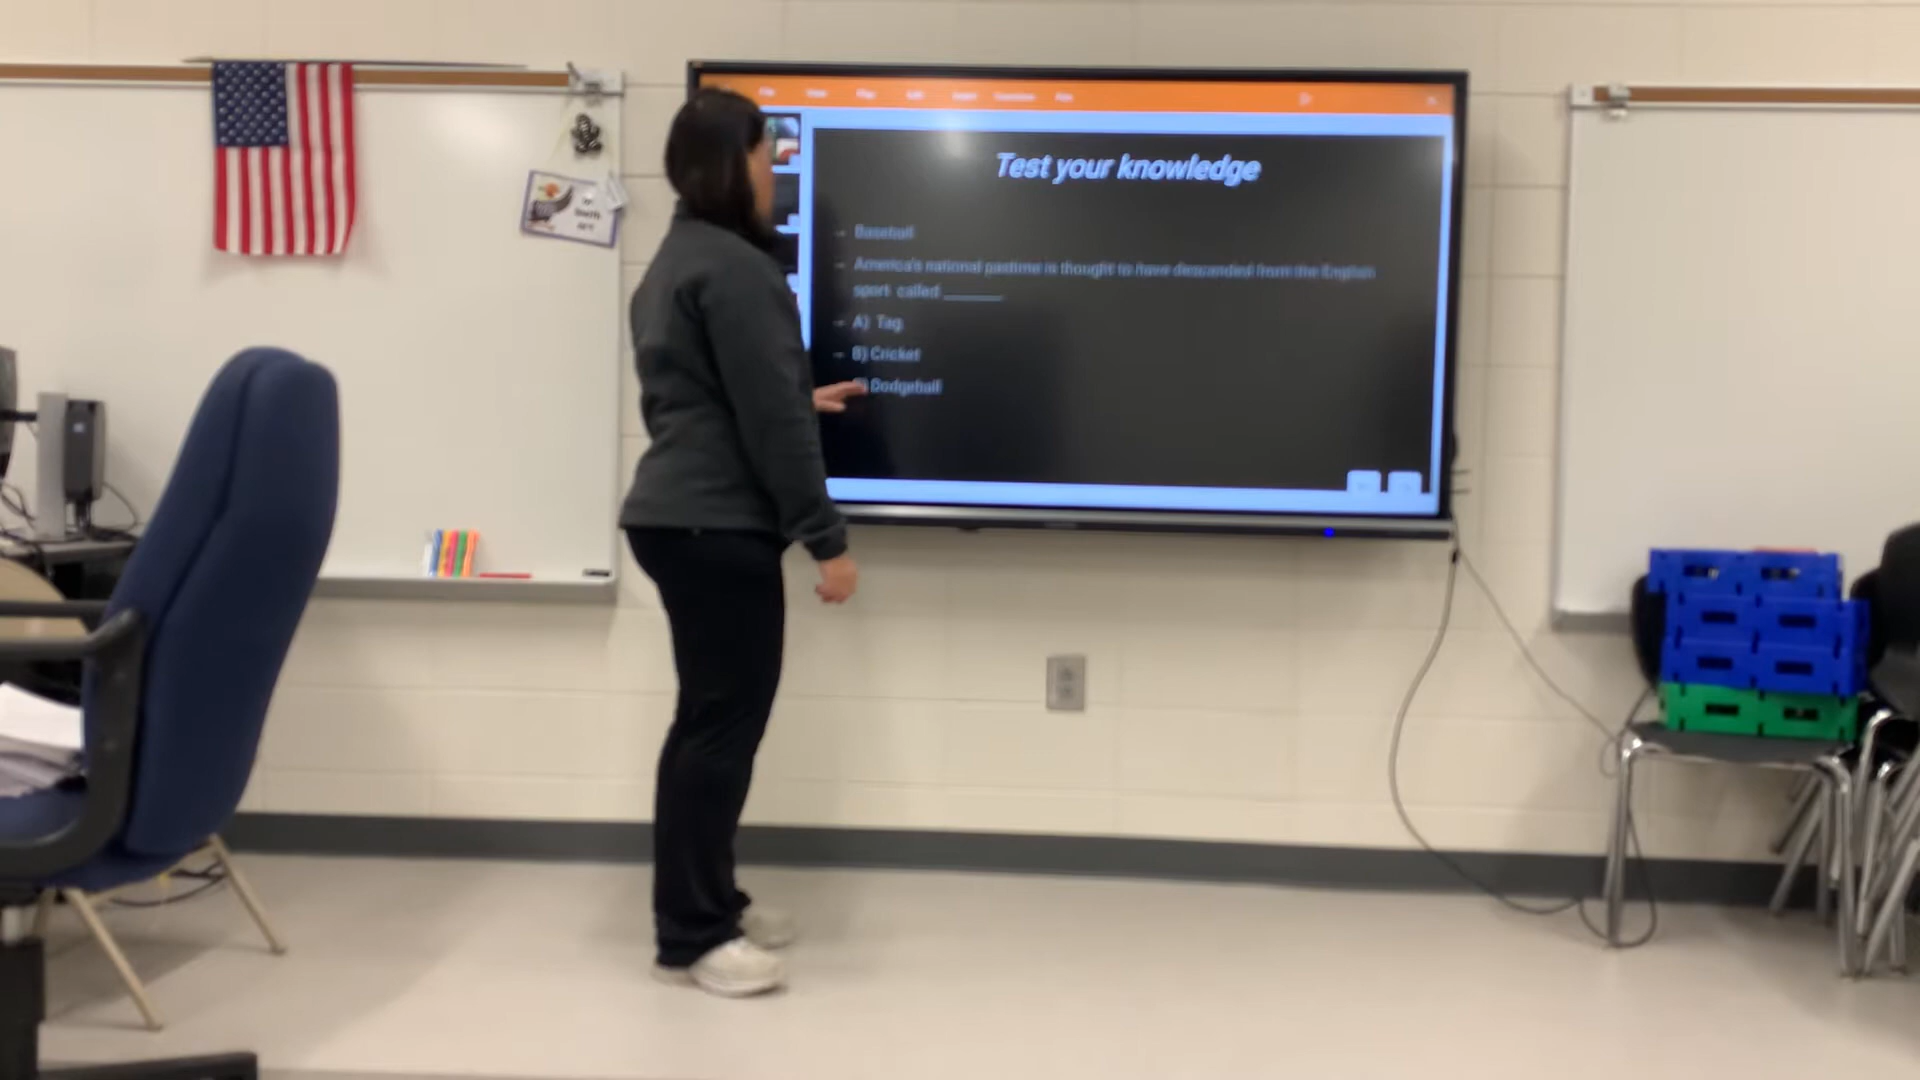 Test your knowledge
– Baseball
– America's national pastime is thought to have descended from the English
sport called _______
– A) Tag
– B) Cricket
Dodgeball